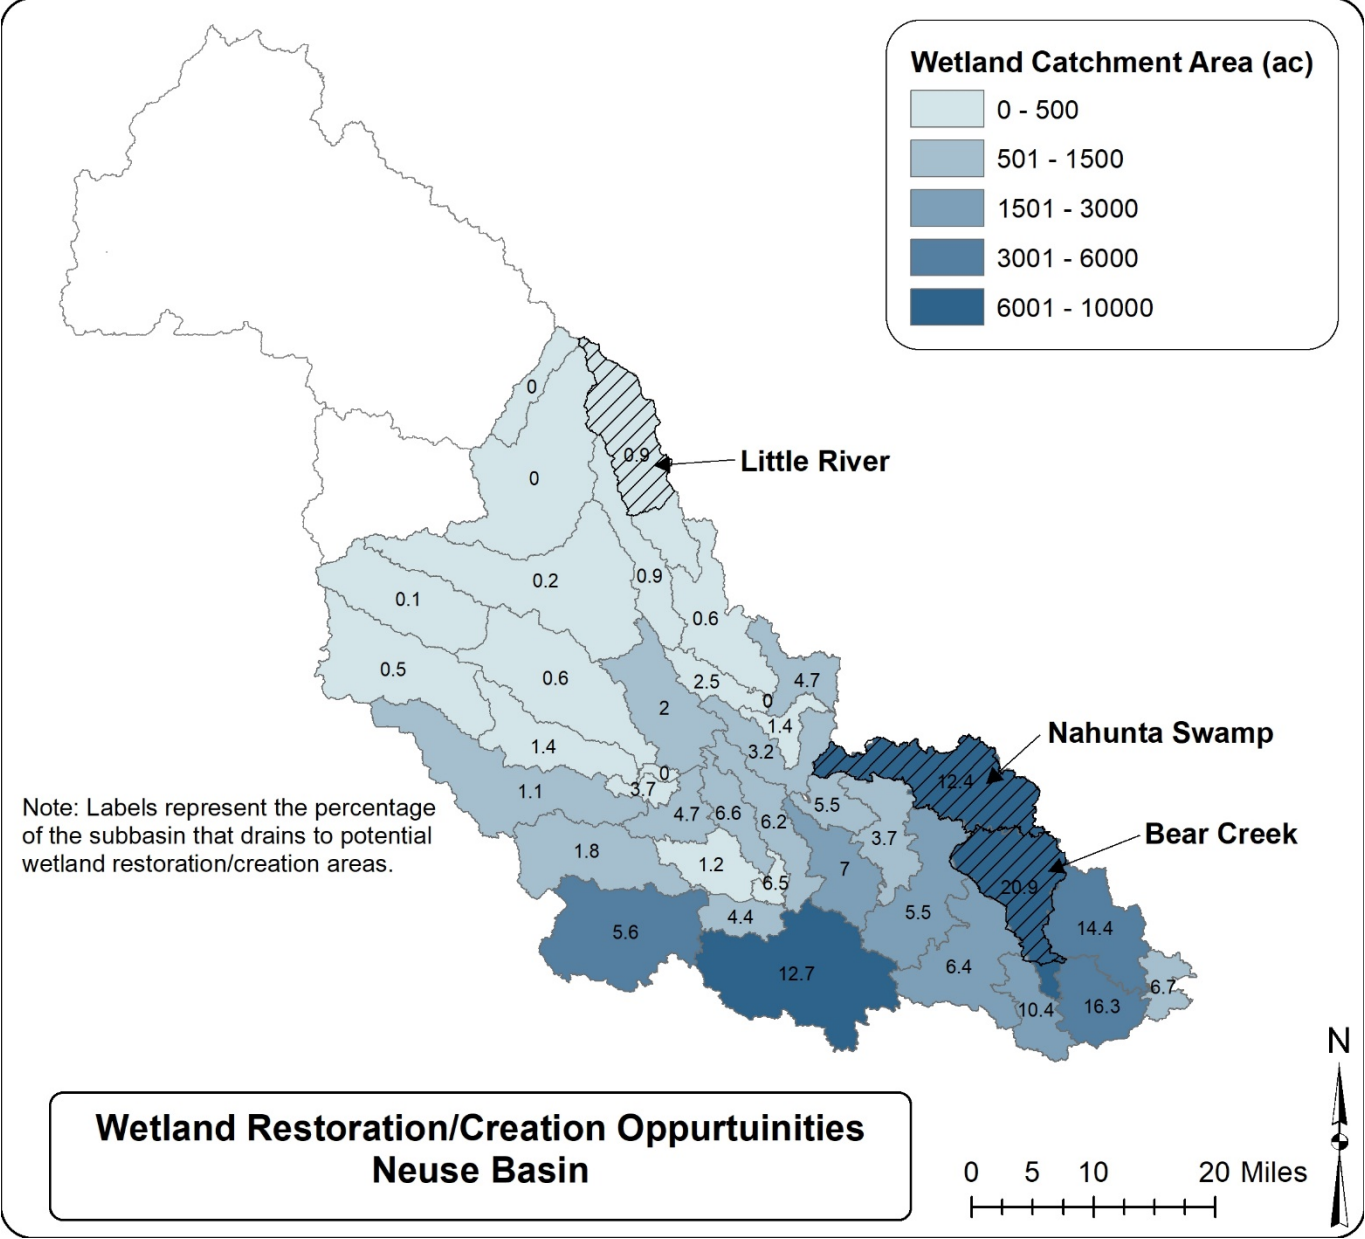 Wetland Catchment Area (ac)
0 - 500
501 - 1500
1501 - 3000
3001 - 6000
6001 - 10000
0
0.9
Little River
0
0.2
0.9
0.1
0.6
0.5
0.6
2.5
4.7
2
0
1.4
Nahunta Swamp
1.4
3.2
0
12.4
3.7
1.1
Note: Labels represent the percentage
of the subbasin that drains to potential
wetland restoration/creation areas.
4.7
6.6
6.2
5.5
3.7
Bear Creek
1.8
1.2
7
6.5
20.9
4.4
5.5
14.4
5.6
12.7
6.4
6.7
10.4
16.3
N
Wetland Restoration/Creation Oppurtuinities
Neuse Basin
0 5 10 20 Miles